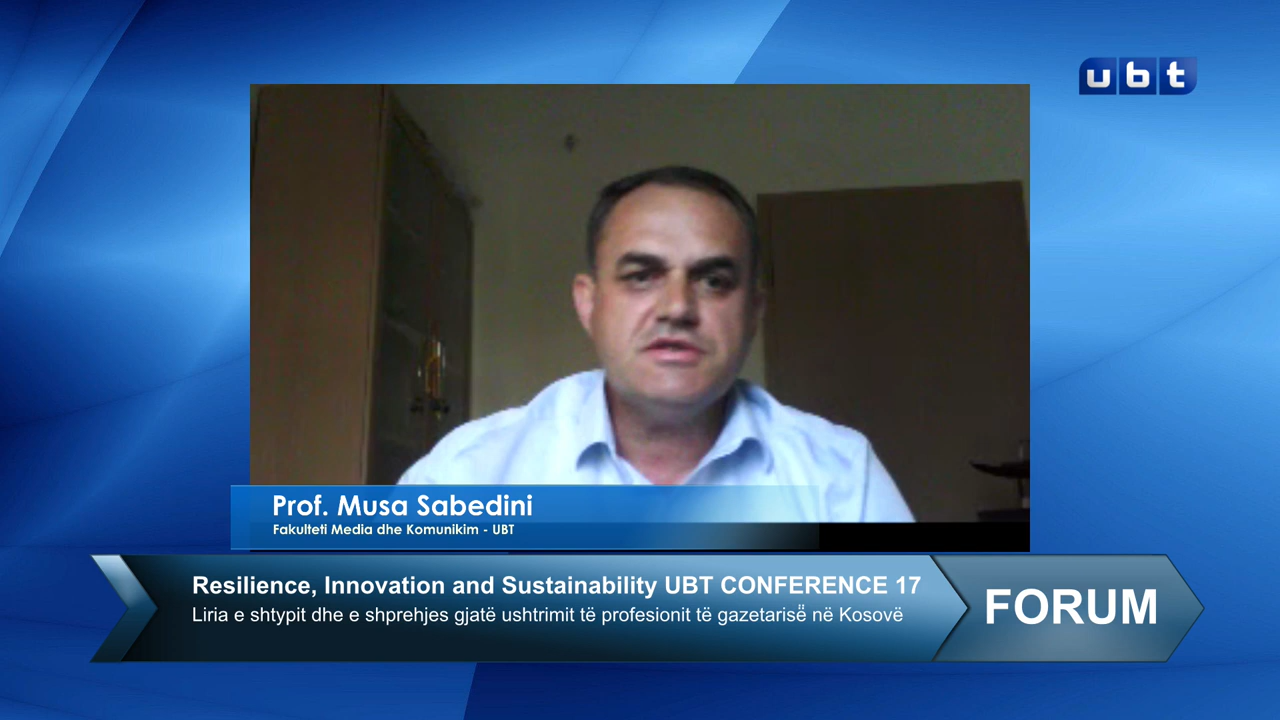 ubt
Prof. Musa Sabedini
Fakulteti Media dhe Komunikim - UBT
Resilience, Innovation and Sustainability UBT CONFERENCE 17
Liria e shtypit dhe e shprehjes gjatë ushtrimit të profesionit të gazetarisë̈ në Kosovë
FORUM